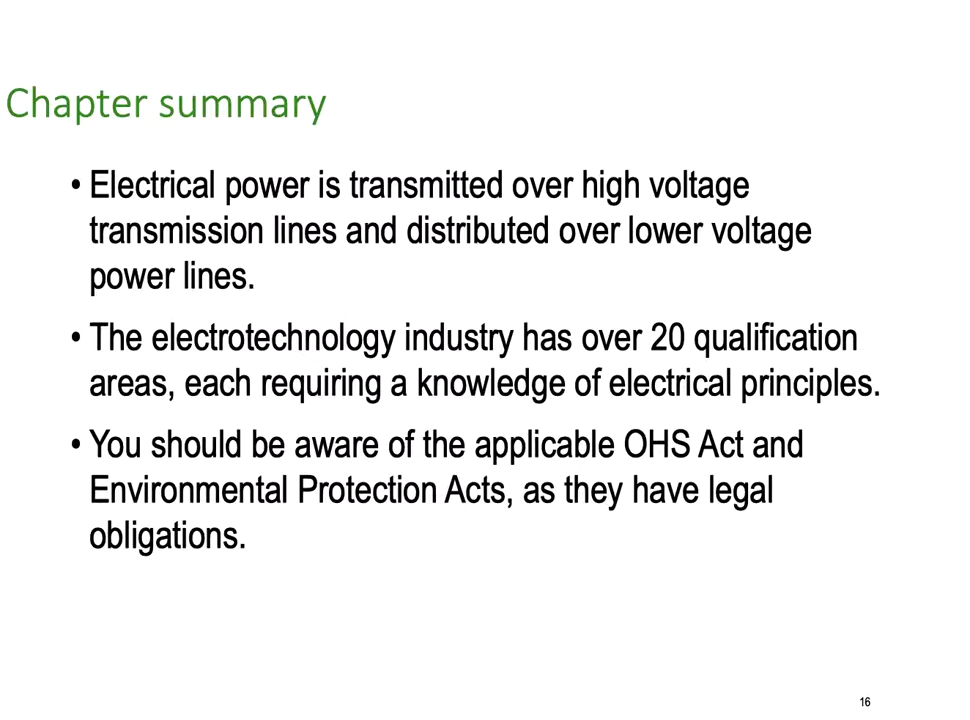 Chapter summary
• Electrical power is transmitted over high voltage
transmission lines and distributed over lower voltage
power lines.
• The electrotechnology industry has over 20 qualification
areas, each requiring a knowledge of electrical principles.
• You should be aware of the applicable OHS Act and
Environmental Protection Acts, as they have legal
obligations.
16